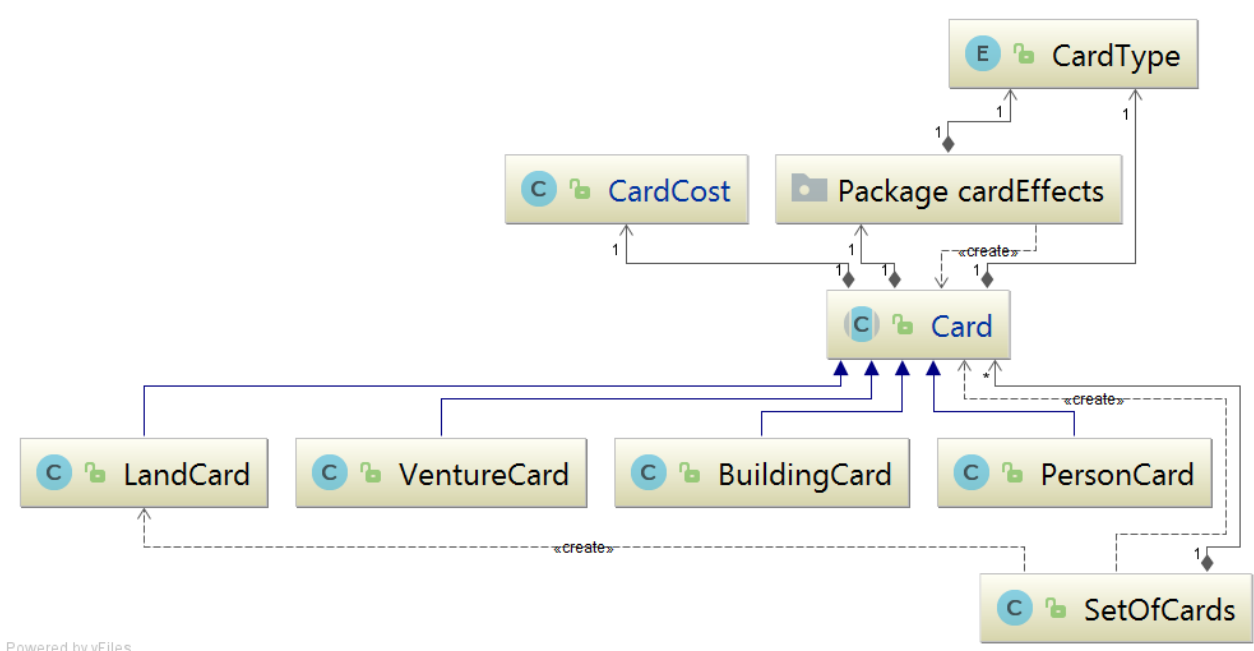 E CardType
1
1
1
C CardCost
Package cardEffects
1
1
«create»
1
1
1
C Card
*
«create»
C LandCard
C VentureCard
C BuildingCard
C PersonCard
«create»
1
C SetOfCards
Powered by yFiles